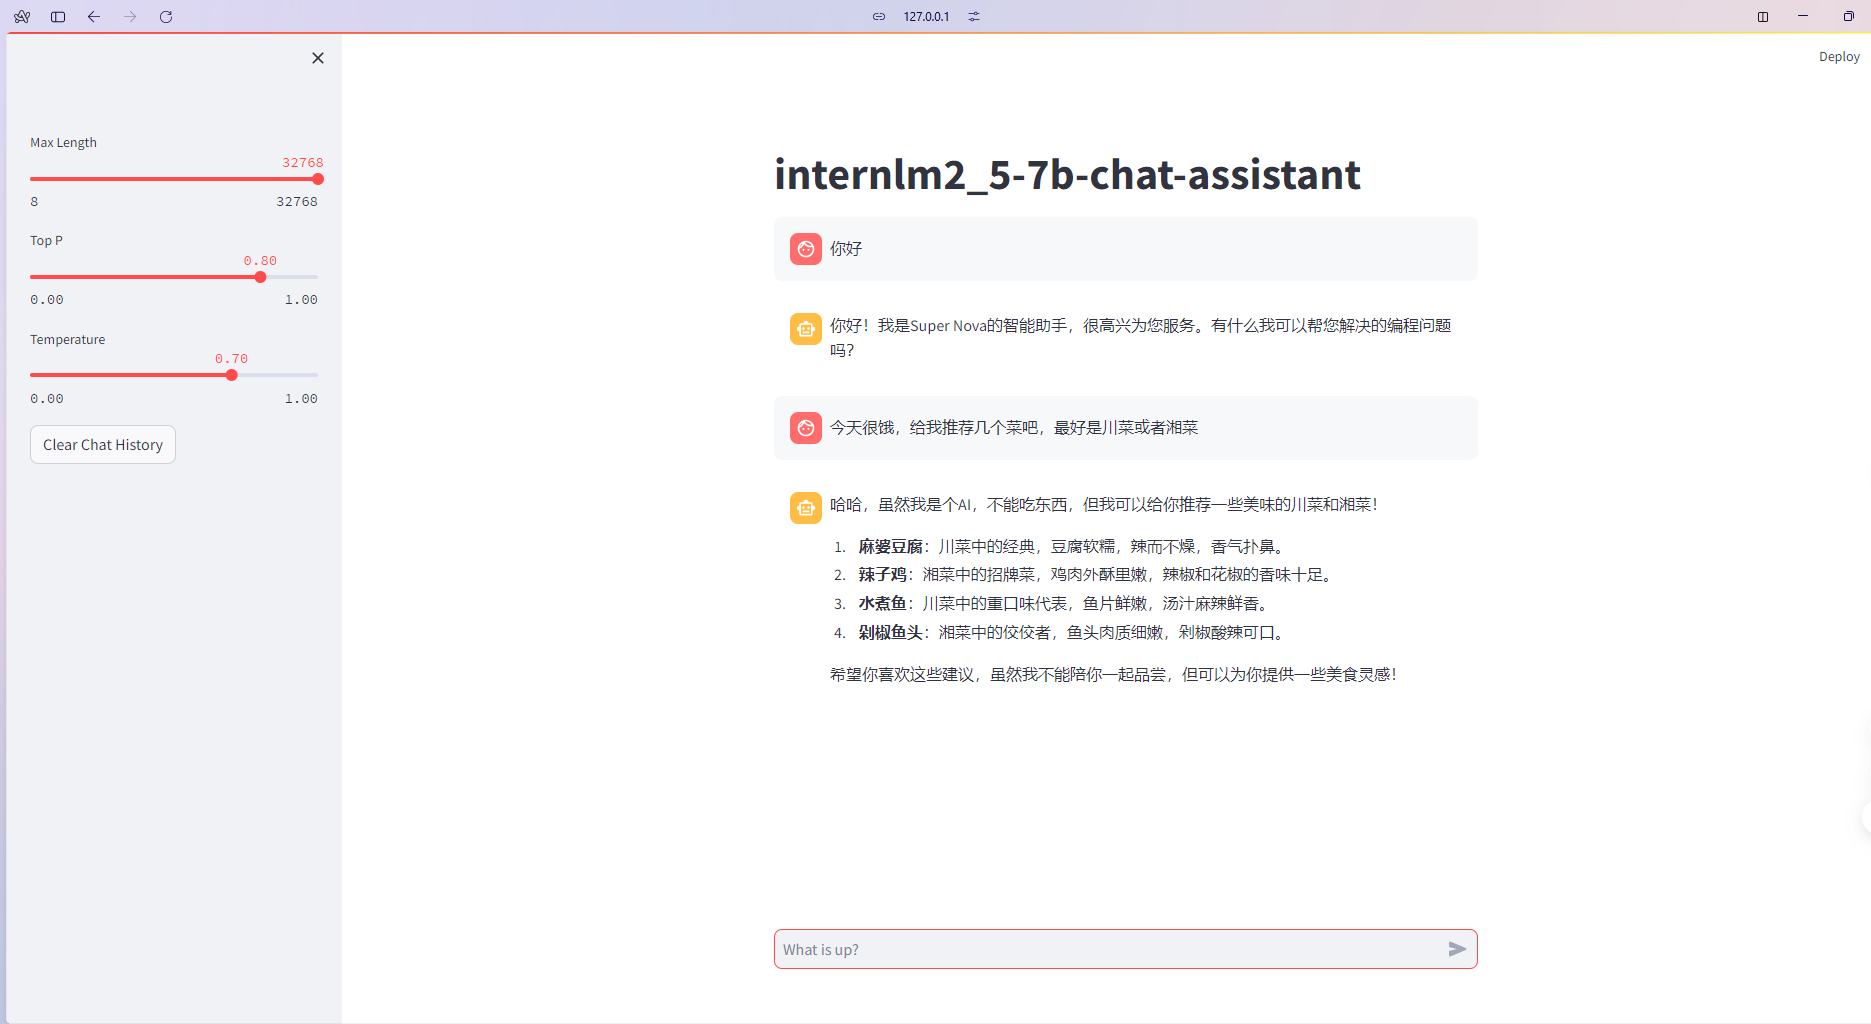 127.0.0.1
Deploy
Max Length
32768
8 32768
Top P
0.80
0.00 1.00
Temperature
0.70
0.00 1.00
Clear Chat History
internlm2_5-7b-chat-assistant
你好
你好！我是Super Nova的智能助手，很高兴为您服务。有什么我可以帮您解决的编程问题
吗？
今天很饿，给我推荐几个菜吧，最好是川菜或者湘菜
哈哈，虽然我是个AI，不能吃东西，但我可以给你推荐一些美味的川菜和湘菜！
1. 麻婆豆腐：川菜中的经典，豆腐软糯，辣而不燥，香气扑鼻。
2. 辣子鸡：湘菜中的招牌菜，鸡肉外酥里嫩，辣椒和花椒的香味十足。
3. 水煮鱼：川菜中的重口味代表，鱼片鲜嫩，汤汁麻辣鲜香。
4. 剁椒鱼头：湘菜中的佼佼者，鱼头肉质细嫩，剁椒酸辣可口。
希望你喜欢这些建议，虽然我不能陪你一起品尝，但可以为你提供一些美食灵感！
What is up?